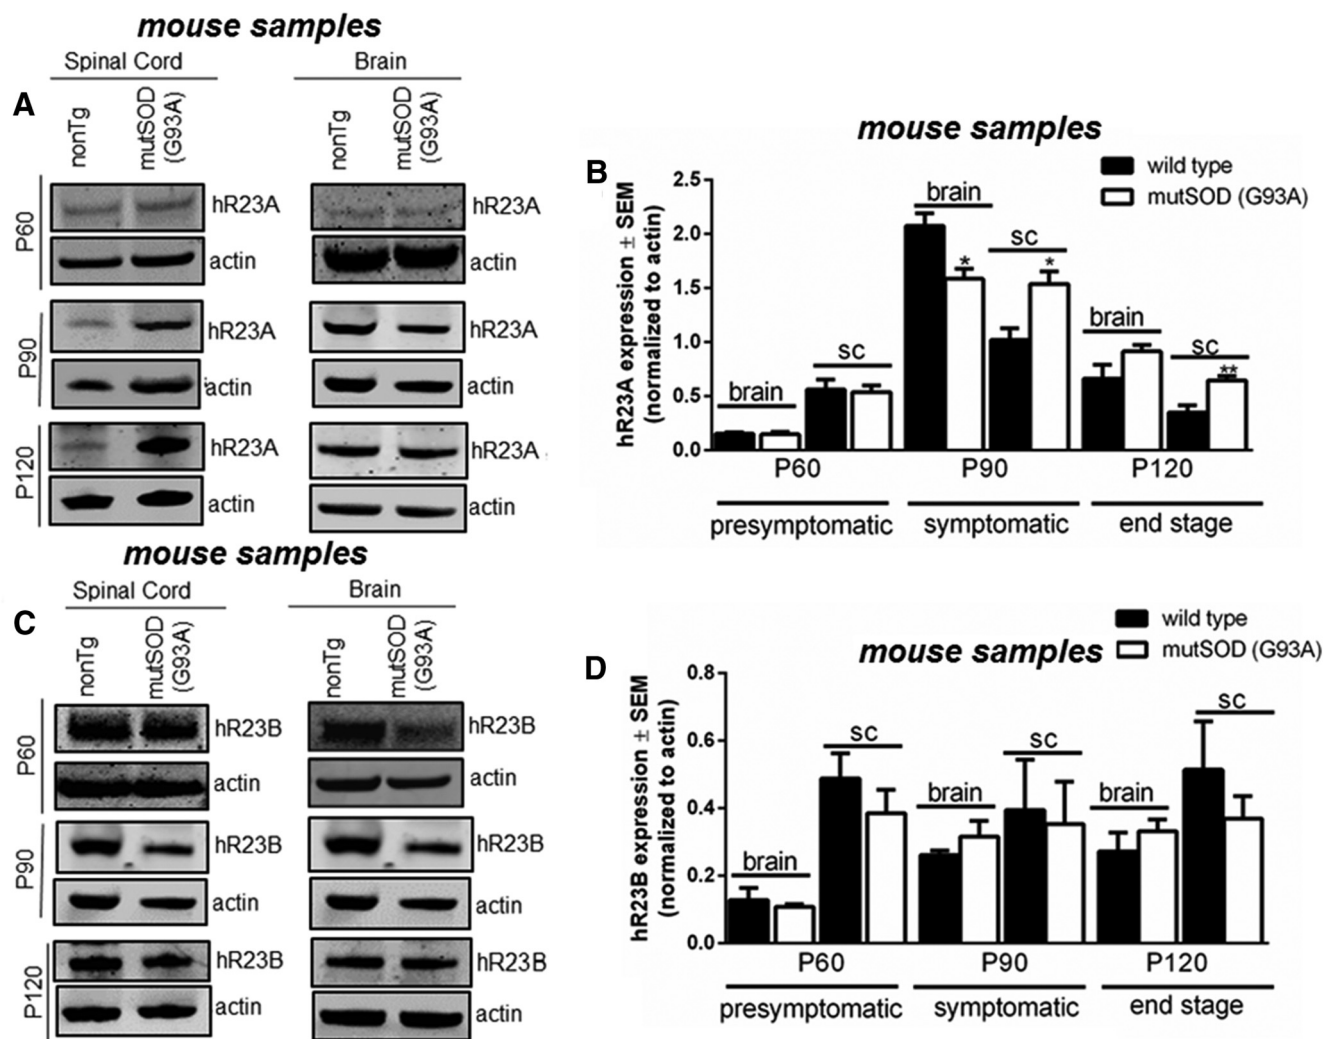 mouse samples
Spinal Cord
Brain
A
nonTg
mutSOD
(G93A)
nonTg
mutSOD
(G93A)
P60
hR23A
hR23A
actin
actin
P90
hR23A
hR23A
actin
actin
P120
hR23A
hR23A
actin
actin
mouse samples
B
wild type
mutSOD (G93A)
hR23A expression ± SEM
(normalized to actin)
2.5
2.0
1.5
1.0
0.5
0.0
brain
sc
brain
*
sc
*
brain
sc
**
P60
P90
P120
presymptomatic
symptomatic
end stage
mouse samples
Spinal Cord
Brain
C
nonTg
mutSOD
(G93A)
nonTg
mutSOD
(G93A)
P60
hR23B
hR23B
actin
actin
P90
hR23B
hR23B
actin
actin
P120
hR23B
hR23B
actin
actin
wild type
mutSOD (G93A)
mouse samples
D
hR23B expression ± SEM
(normalized to actin)
0.8
0.6
0.4
0.2
0.0
brain
sc
brain
sc
brain
sc
P60
P90
P120
presymptomatic
symptomatic
end stage